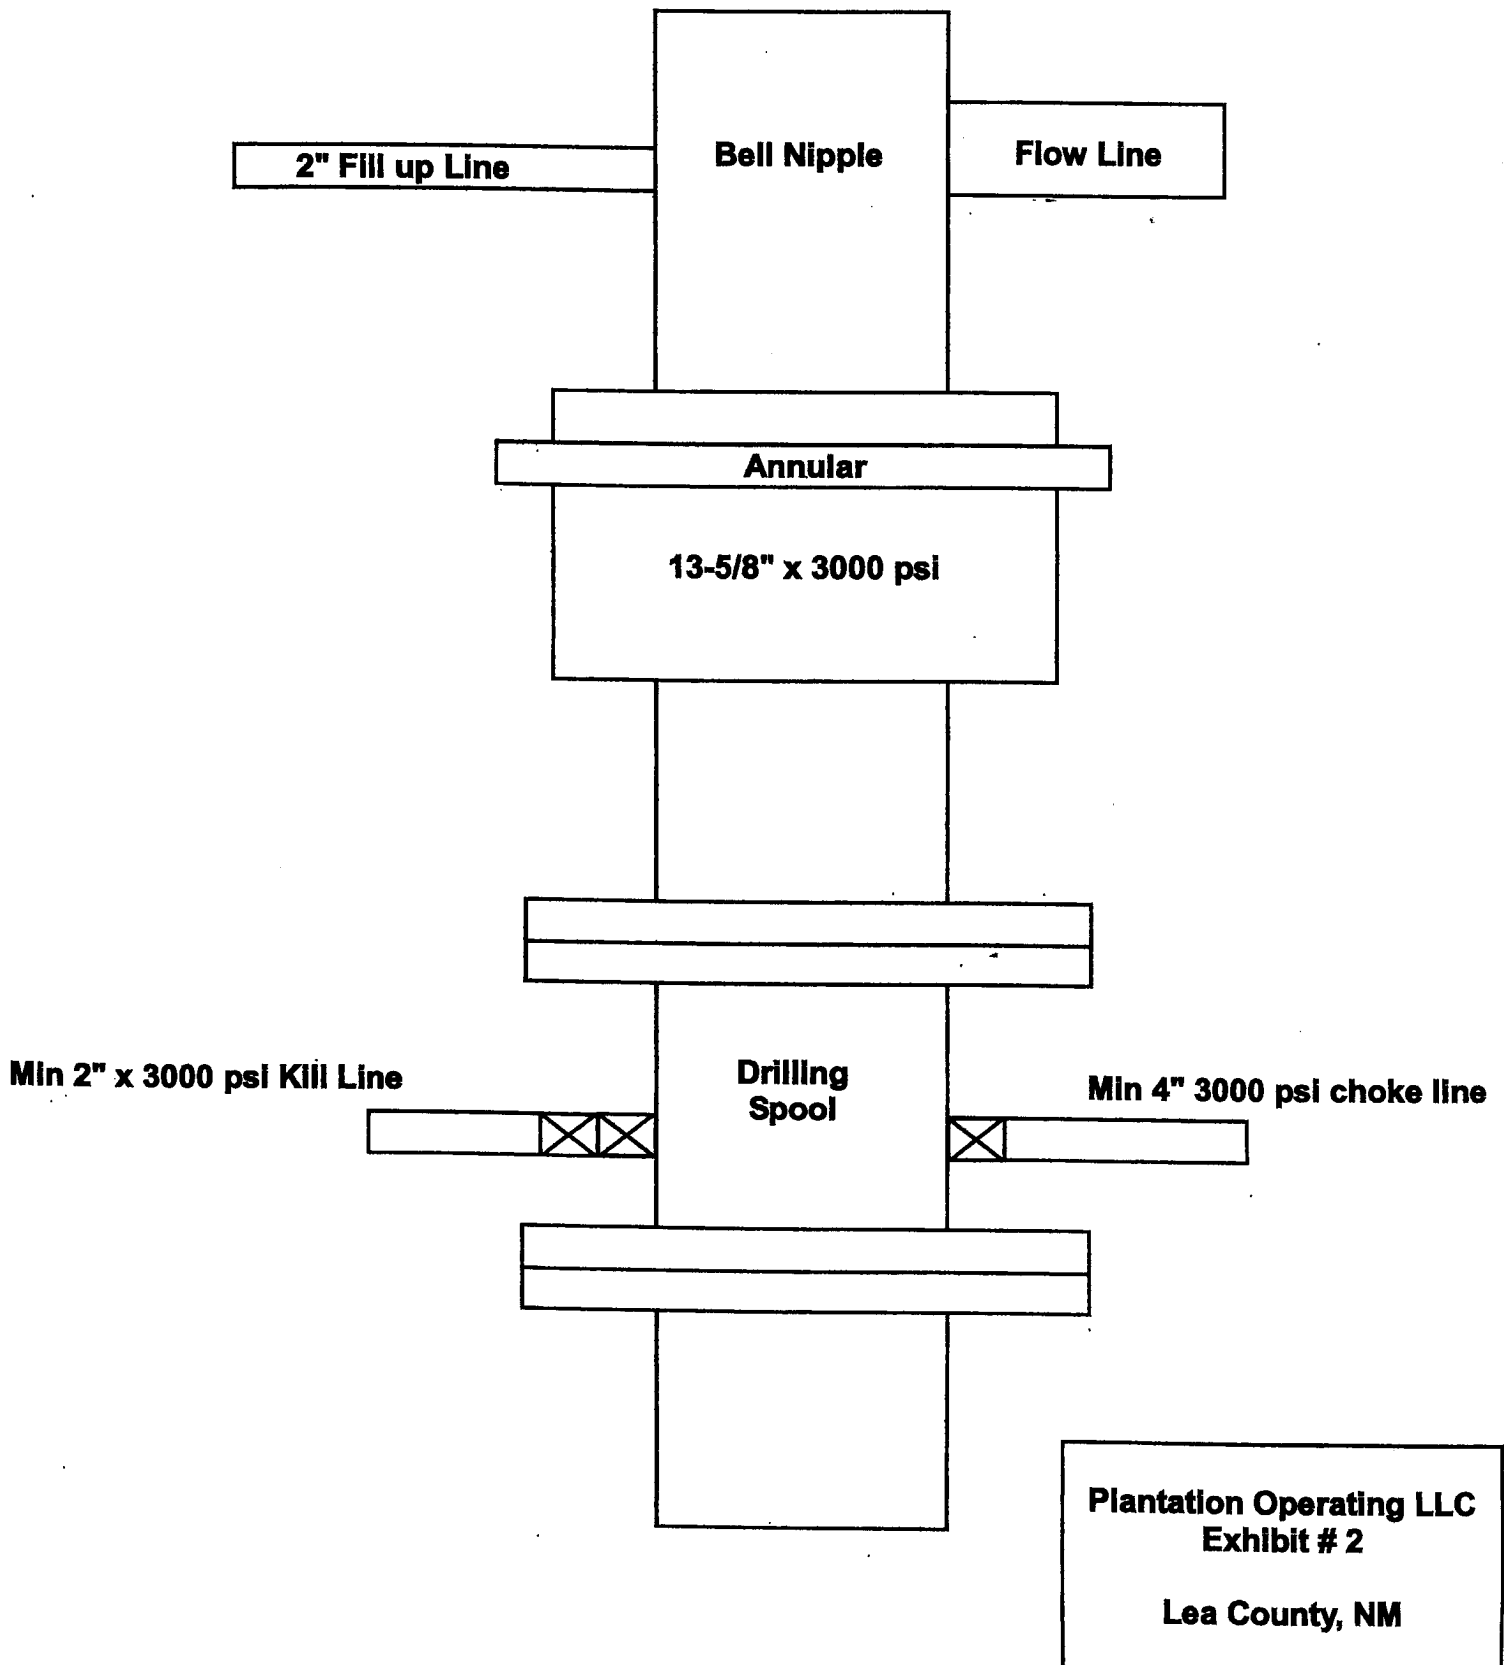 Bell Nipple
Flow Line
2" Fill up Line
Annular
13-5/8" x 3000 psi
Drilling
Spool
Min 2" x 3000 psi Kill Line
Min 4" 3000 psi choke line
Plantation Operating LLC
Exhibit # 2
Lea County, NM